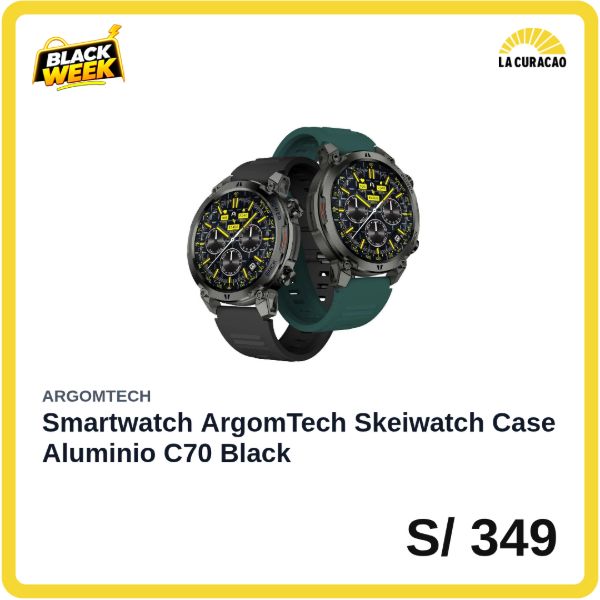 BLACK
WEEK
LA CURACAO
ARGOMTECH
Smartwatch ArgomTech Skeiwatch Case
Aluminio C70 Black
S/ 349